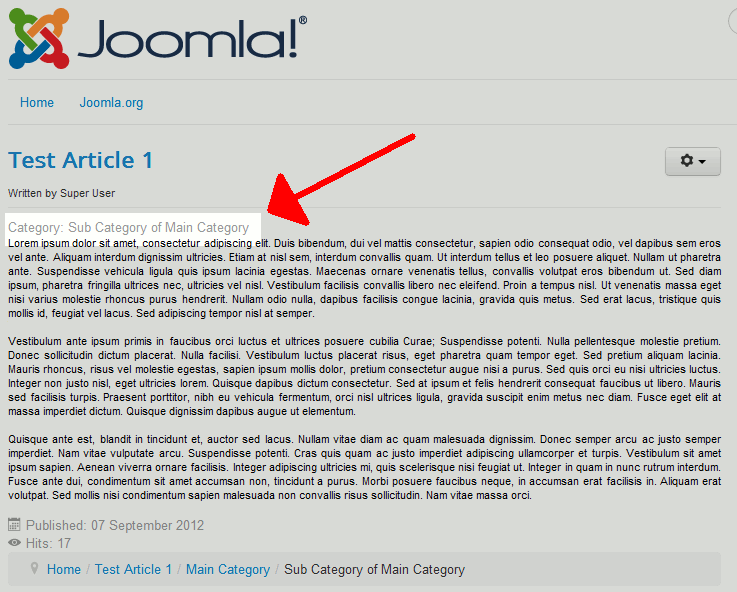 Joomla!®
Home Joomla.org
Test Article 1
Written by Super User
Category: Sub Category of Main Category
Lorem ipsum dolor sit amet, consectetur adipiscing elit. Duis bibendum, dui vel mattis consectetur, sapien odio consequat odio, vel dapibus sem eros
vel ante. Aliquam interdum dignissim ultricies. Etiam at nisl sem, interdum convallis quam. Ut interdum tellus et leo posuere aliquet. Nullam ut pharetra
ante. Suspendisse vehicula ligula quis ipsum lacinia egestas. Maecenas ornare venenatis tellus, convallis volutpat eros bibendum ut. Sed diam
ipsum, pharetra fringilla ultrices nec, ultricies vel nisl. Vestibulum facilisis convallis libero nec eleifend. Proin a tempus nisl. Ut venenatis massa eget
nisi varius molestie rhoncus purus hendrerit. Nullam odio nulla, dapibus facilisis congue lacinia, gravida quis metus. Sed erat lacus, tristique quis
mollis id, feugiat vel lacus. Sed adipiscing tempor nisl at semper.
Vestibulum ante ipsum primis in faucibus orci luctus et ultrices posuere cubilia Curae; Suspendisse potenti. Nulla pellentesque molestie pretium.
Donec sollicitudin dictum placerat. Nulla facilisi. Vestibulum luctus placerat risus, eget pharetra quam tempor eget. Sed pretium aliquam lacinia.
Mauris rhoncus, risus vel molestie egestas, sapien ipsum mollis dolor, pretium consectetur augue nisi a purus. Sed quis orci eu nisi ultricies luctus.
Integer non justo nisl, eget ultricies lorem. Quisque dapibus dictum consectetur. Sed at ipsum et felis hendrerit consequat faucibus ut libero. Mauris
sed facilisis turpis. Praesent porttitor, nibh eu vehicula fermentum, orci nisl ultrices ligula, gravida suscipit enim metus nec diam. Fusce eget elit at
massa imperdiet dictum. Quisque dignissim dapibus augue ut elementum.
Quisque ante est, blandit in tincidunt et, auctor sed lacus. Nullam vitae diam ac quam malesuada dignissim. Donec semper arcu ac justo semper
imperdiet. Nam vitae vulputate arcu. Suspendisse potenti. Cras quis quam ac justo imperdiet adipiscing ullamcorper et turpis. Vestibulum sit amet
ipsum sapien. Aenean viverra ornare facilisis. Integer adipiscing ultricies mi, quis scelerisque nisi feugiat ut. Integer in quam in nunc rutrum interdum.
Fusce ante dui, condimentum sit amet accumsan non, tincidunt a purus. Morbi posuere faucibus neque, in accumsan erat facilisis in. Aliquam erat
volutpat. Sed mollis nisi condimentum sapien malesuada non convallis risus sollicitudin. Nam vitae massa orci.
Published: 07 September 2012
Hits: 17
Home / Test Article 1 / Main Category / Sub Category of Main Category